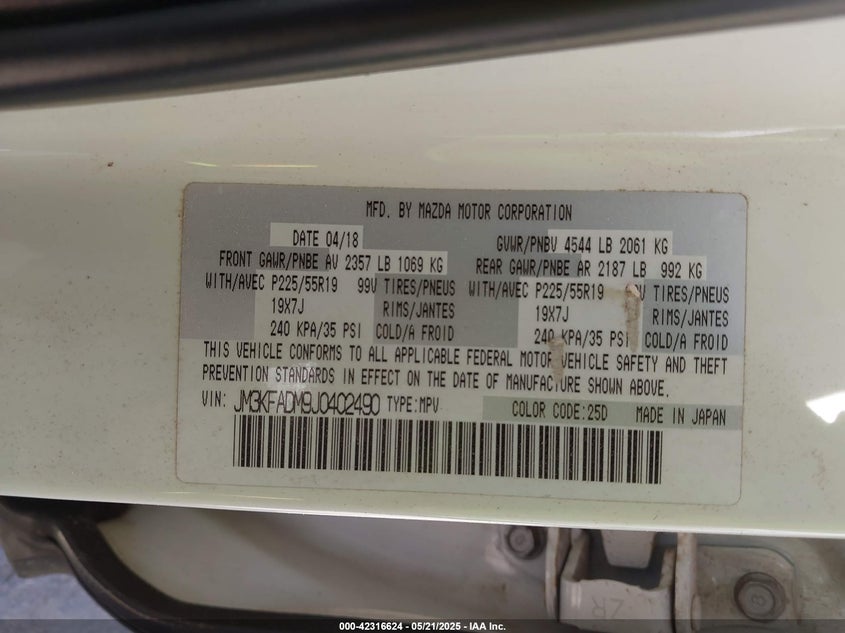 MFD. BY MAZDA MOTOR CORPORATION
DATE 04/18 GVWR/PNBV 4544 LB 2061 KG
FRONT GAWR/PNBE AV 2357 LB 1069 KG REAR GAWR/PNBE AR 2187 LB 992 KG
WITH/AVEC P225/55R19 99V TIRES/PNEUS WITH/AVEC P225/55R19 TIRES/PNEUS
19X7J RIMS/JANTES 19X7J RIMS/JANTES
240 KPA/35 PSI COLD/A FROID 240 KPA/35 PSI COLD/A FROID
THIS VEHICLE CONFORMS TO ALL APPLICABLE FEDERAL MOTOR VEHICLE SAFETY AND THEFT
PREVENTION STANDARDS IN EFFECT ON THE DATE OF MANUFACTURE SHOWN ABOVE.
VIN: JM3KFADM9J0402490 TYPE:MPV COLOR CODE:25D MADE IN JAPAN
ZR
8
000-42316624 - 05/21/2025 - IAA Inc.